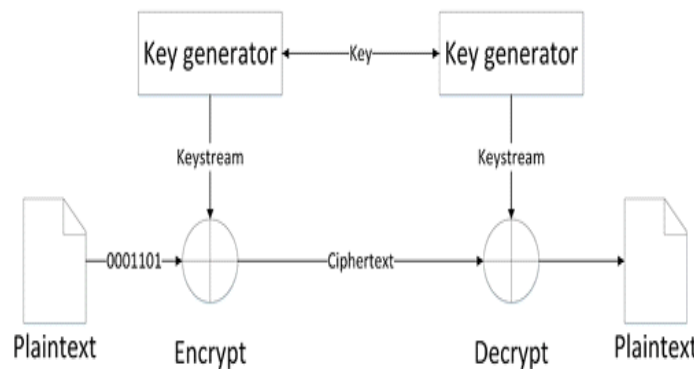 Key generator
Key
Key generator
Keystream
Keystream
0001101
Ciphertext
Plaintext
Encrypt
Decrypt
Plaintext